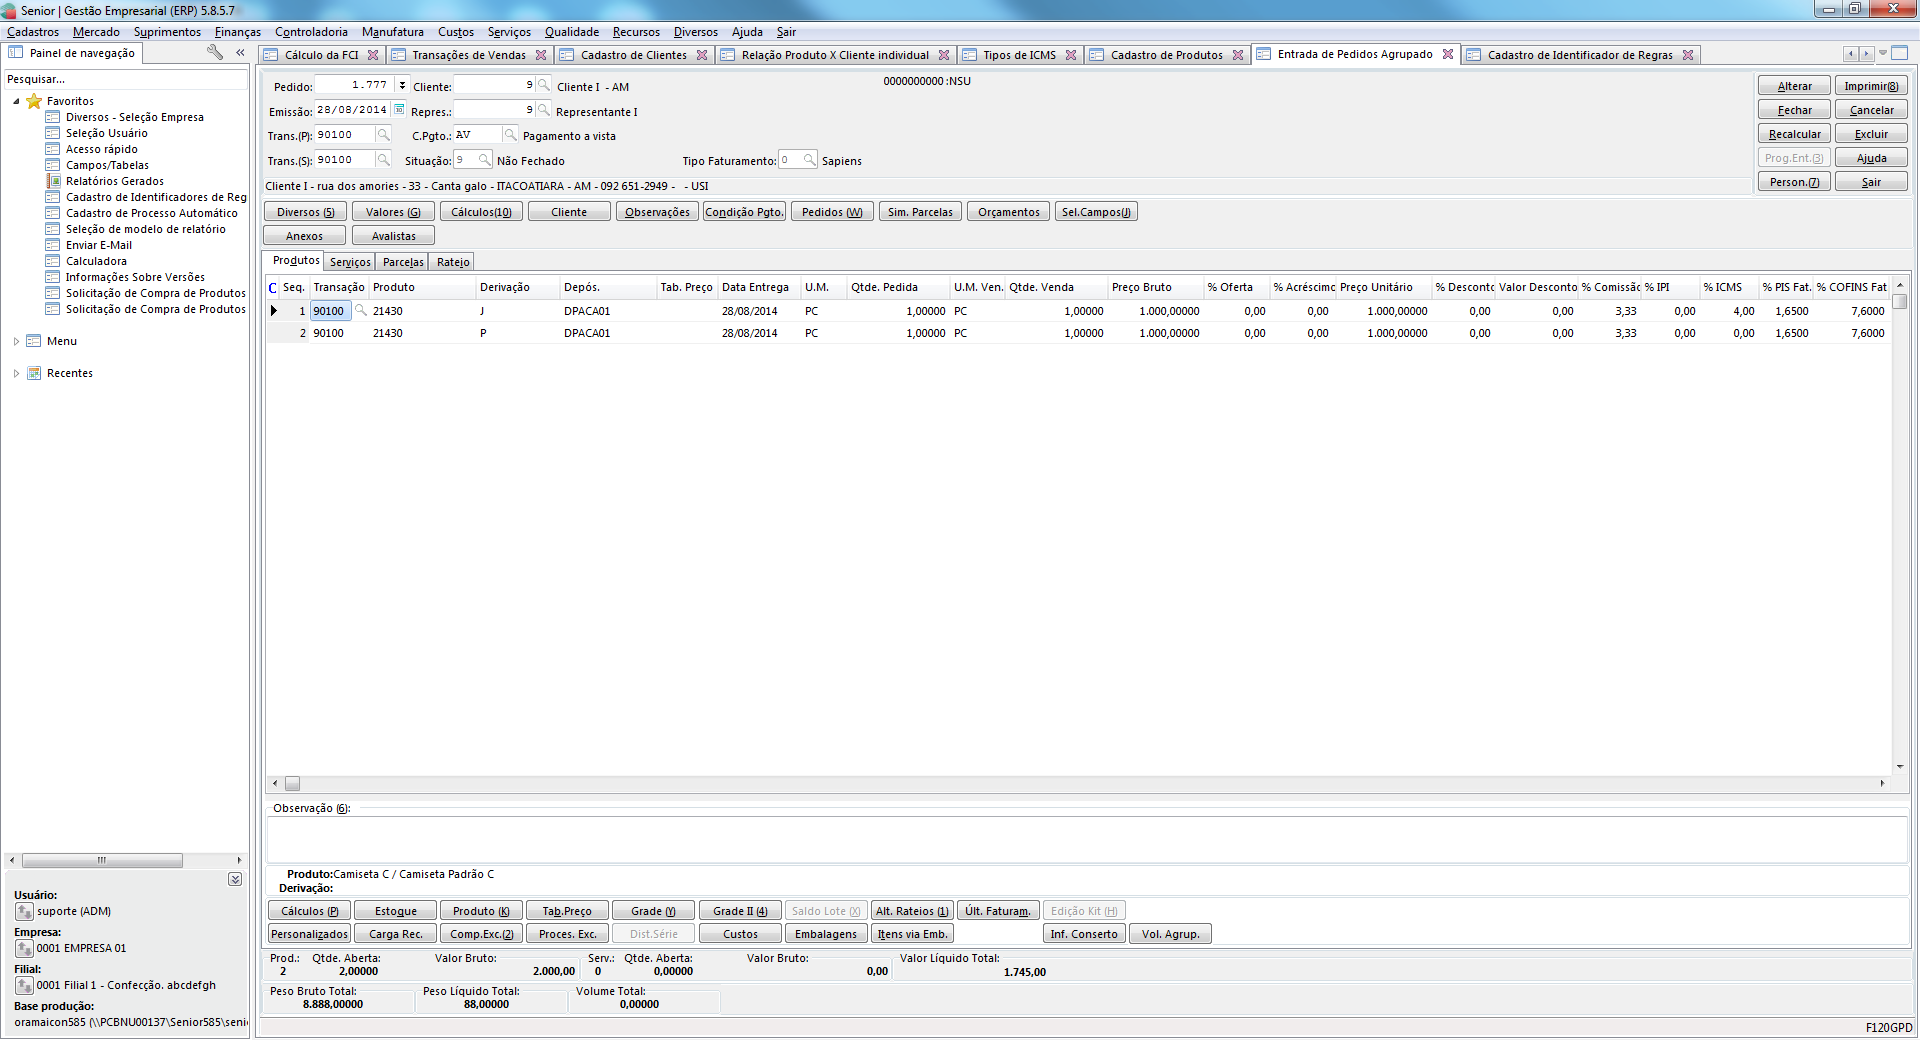 Senior | Gestão Empresarial (ERP) 5.8.5.7
Cadastros Mercado Suprimentos Finanças Controladoria Manufatura Custos Serviços Qualidade Recursos Diversos Ajuda Sair
Painel de navegação
Cálculo da FCI Transações de Vendas Cadastro de Clientes Relação Produto X Cliente individual Tipos de ICMS Cadastro de Produtos Entrada de Pedidos Agrupado Cadastro de Identificador de Regras
Pesquisar...
Favoritos
Diversos - Seleção Empresa
Seleção Usuário
Acesso rápido
Campos/Tabelas
Relatórios Gerados
Cadastro de Identificadores de Reg
Cadastro de Processo Automático
Seleção de modelo de relatório
Enviar E-Mail
Calculadora
Informações Sobre Versões
Solicitação de Compra de Produtos
Solicitação de Compra de Produtos
Menu
Recentes
Usuário:
suporte (ADM)
Empresa:
0001 EMPRESA 01
Filial:
0001 Filial 1 - Confecção. abcdefgh
Base produção:
oramaicon585 (\\PCBNU00137\Senior585\seni
Pedido: 1.777 Cliente: 9 Cliente I - AM 0000000000 :NSU
Emissão: 28/08/2014 Repres.: 9 Representante I
Trans.(P): 90100 C.Pgto.: AV Pagamento a vista
Trans.(S): 90100 Situação: 9 Não Fechado Tipo Faturamento: 0 Sapiens
Cliente I - rua dos amories - 33 - Canta galo - ITACOATIARA - AM - 092 651-2949 - - USI
Alterar Imprimir(8)
Fechar Cancelar
Recalcular Excluir
Prog.Ent.(3) Ajuda
Person.(7) Sair
Diversos (5) Valores (G) Cálculos(10) Cliente Observações Condição Pgto. Pedidos (W) Sim. Parcelas Orçamentos Sel.Campos(J)
Anexos Avalistas
Produtos Serviços Parcelas Rateio
C Seq. Transação Produto Derivação Depós. Tab. Preço Data Entrega U.M. Qtde. Pedida U.M. Ven. Qtde. Venda Preço Bruto % Oferta % Acréscimo Preço Unitário % Desconto Valor Desconto % Comissão % IPI % ICMS % PIS Fat. % COFINS Fat
1 90100 21430 J DPACA01 28/08/2014 PC 1,00000 PC 1,00000 1.000,00000 0,00 0,00 1.000,00000 0,00 0,00 3,33 0,00 4,00 1,6500 7,6000
2 90100 21430 P DPACA01 28/08/2014 PC 1,00000 PC 1,00000 1.000,00000 0,00 0,00 1.000,00000 0,00 0,00 3,33 0,00 0,00 1,6500 7,6000
Observação (6):
Produto:Camiseta C / Camiseta Padrão C
Derivação:
Cálculos (P) Estoque Produto (K) Tab.Preço Grade (Y) Grade II (4) Saldo Lote (X) Alt. Rateios (1) Últ. Faturam. Edição Kit (H)
Personalizados Carga Rec. Comp.Exc.(2) Proces. Exc. Dist.Série Custos Embalagens Itens via Emb. Inf. Conserto Vol. Agrup.
Prod.: Qtde. Aberta: Valor Bruto: Serv.: Qtde. Aberta: Valor Bruto: Valor Líquido Total:
2 2,00000 2.000,00 0 0,00000 0,00 1.745,00
Peso Bruto Total: Peso Líquido Total: Volume Total:
8.888,00000 88,00000 0,00000
F120GPD